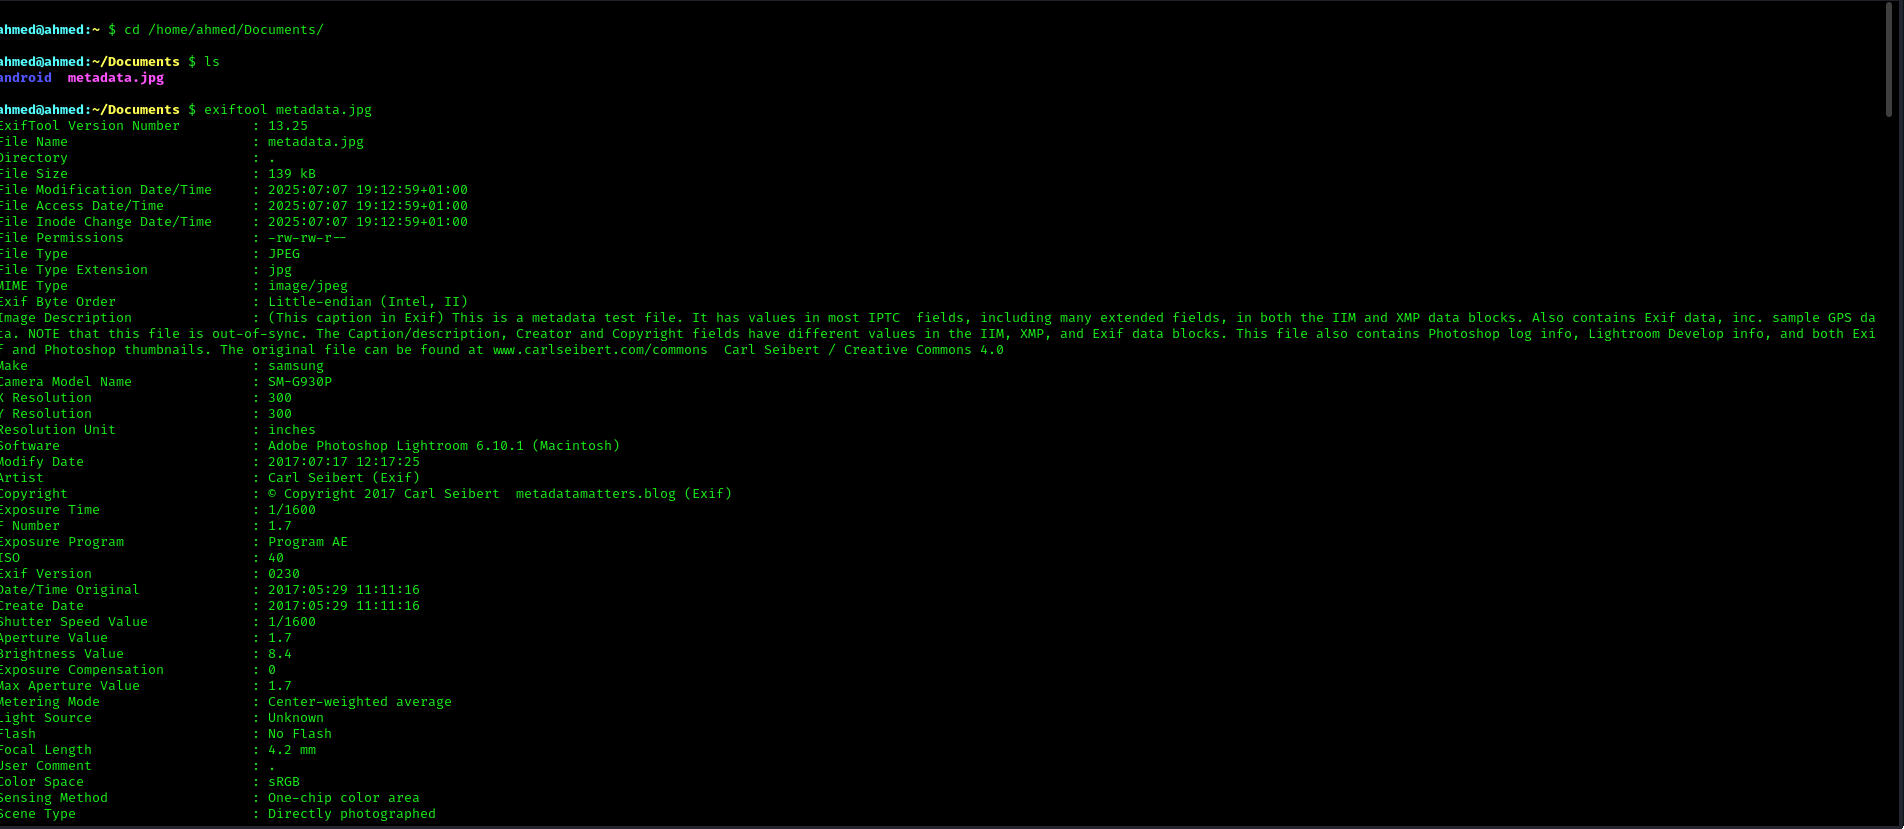 ahmed@ahmed:~ $ cd /home/ahmed/Documents/
ahmed@ahmed:~/Documents $ ls
android  metadata.jpg
ahmed@ahmed:~/Documents $ exiftool metadata.jpg
ExifTool Version Number         : 13.25
File Name                       : metadata.jpg
Directory                       : .
File Size                       : 139 kB
File Modification Date/Time     : 2025:07:07 19:12:59+01:00
File Access Date/Time           : 2025:07:07 19:12:59+01:00
File Inode Change Date/Time     : 2025:07:07 19:12:59+01:00
File Permissions                : -rw-rw-r--
File Type                       : JPEG
File Type Extension             : jpg
MIME Type                       : image/jpeg
Exif Byte Order                 : Little-endian (Intel, II)
Image Description               : (This caption in Exif) This is a metadata test file. It has values in most IPTC  fields, including many extended fields, in both the IIM and XMP data blocks. Also contains Exif data, inc. sample GPS da
ta. NOTE that this file is out-of-sync. The Caption/description, Creator and Copyright fields have different values in the IIM, XMP, and Exif data blocks. This file also contains Photoshop log info, Lightroom Develop info, and both Exi
f and Photoshop thumbnails. The original file can be found at www.carlseibert.com/commons  Carl Seibert / Creative Commons 4.0
Make                            : samsung
Camera Model Name               : SM-G930P
X Resolution                    : 300
Y Resolution                    : 300
Resolution Unit                 : inches
Software                        : Adobe Photoshop Lightroom 6.10.1 (Macintosh)
Modify Date                     : 2017:07:17 12:17:25
Artist                          : Carl Seibert (Exif)
Copyright                       : © Copyright 2017 Carl Seibert  metadatamatters.blog (Exif)
Exposure Time                   : 1/1600
F Number                        : 1.7
Exposure Program                : Program AE
ISO                             : 40
Exif Version                    : 0230
Date/Time Original              : 2017:05:29 11:11:16
Create Date                     : 2017:05:29 11:11:16
Shutter Speed Value             : 1/1600
Aperture Value                  : 1.7
Brightness Value                : 8.4
Exposure Compensation           : 0
Max Aperture Value              : 1.7
Metering Mode                   : Center-weighted average
Light Source                    : Unknown
Flash                           : No Flash
Focal Length                    : 4.2 mm
User Comment                    : .
Color Space                     : sRGB
Sensing Method                  : One-chip color area
Scene Type                      : Directly photographed